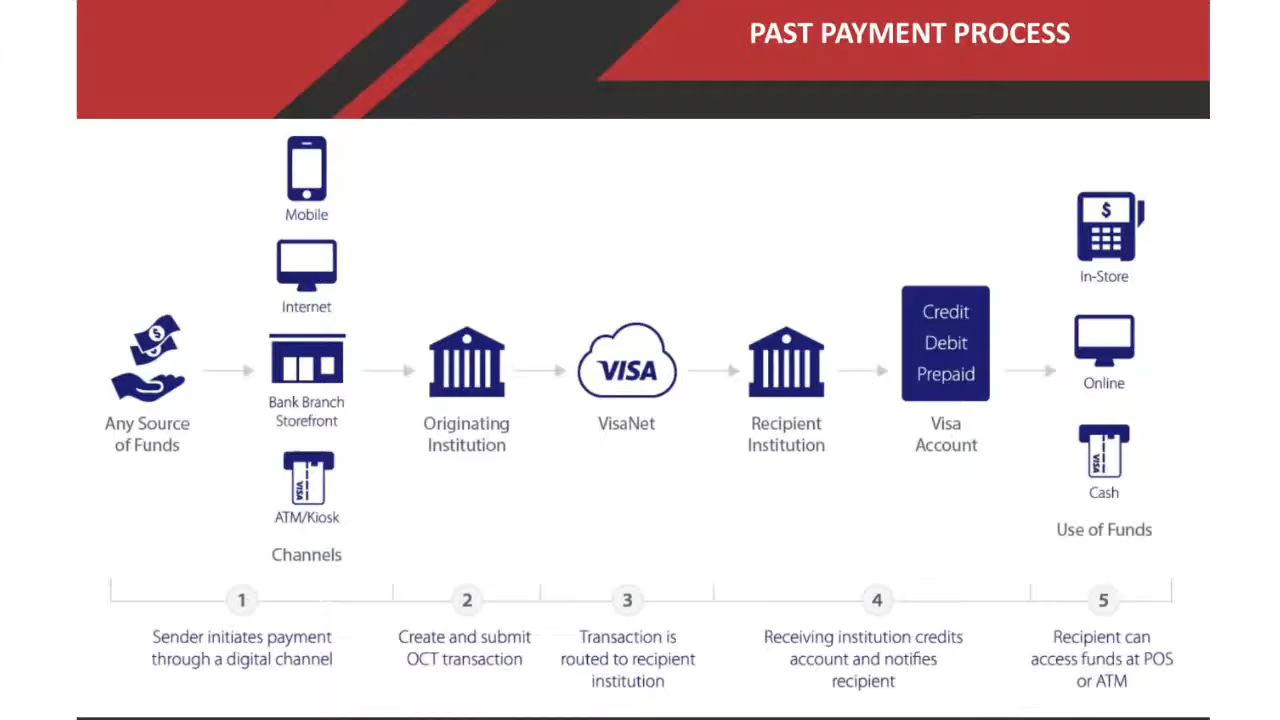 PAST PAYMENT PROCESS
Mobile
Internet
Bank Branch
Storefront
VISA
ATM/Kiosk
Channels
Any Source
of Funds
Originating
Institution
VISA
VisaNet
Recipient
Institution
Credit
Debit
Prepaid
Visa
Account
$
In-Store
Online
VISA
Cash
Use of Funds
1
Sender initiates payment
through a digital channel
2
Create and submit
OCT transaction
3
Transaction is
routed to recipient
institution
4
Receiving institution credits
account and notifies
recipient
5
Recipient can
access funds at POS
or ATM